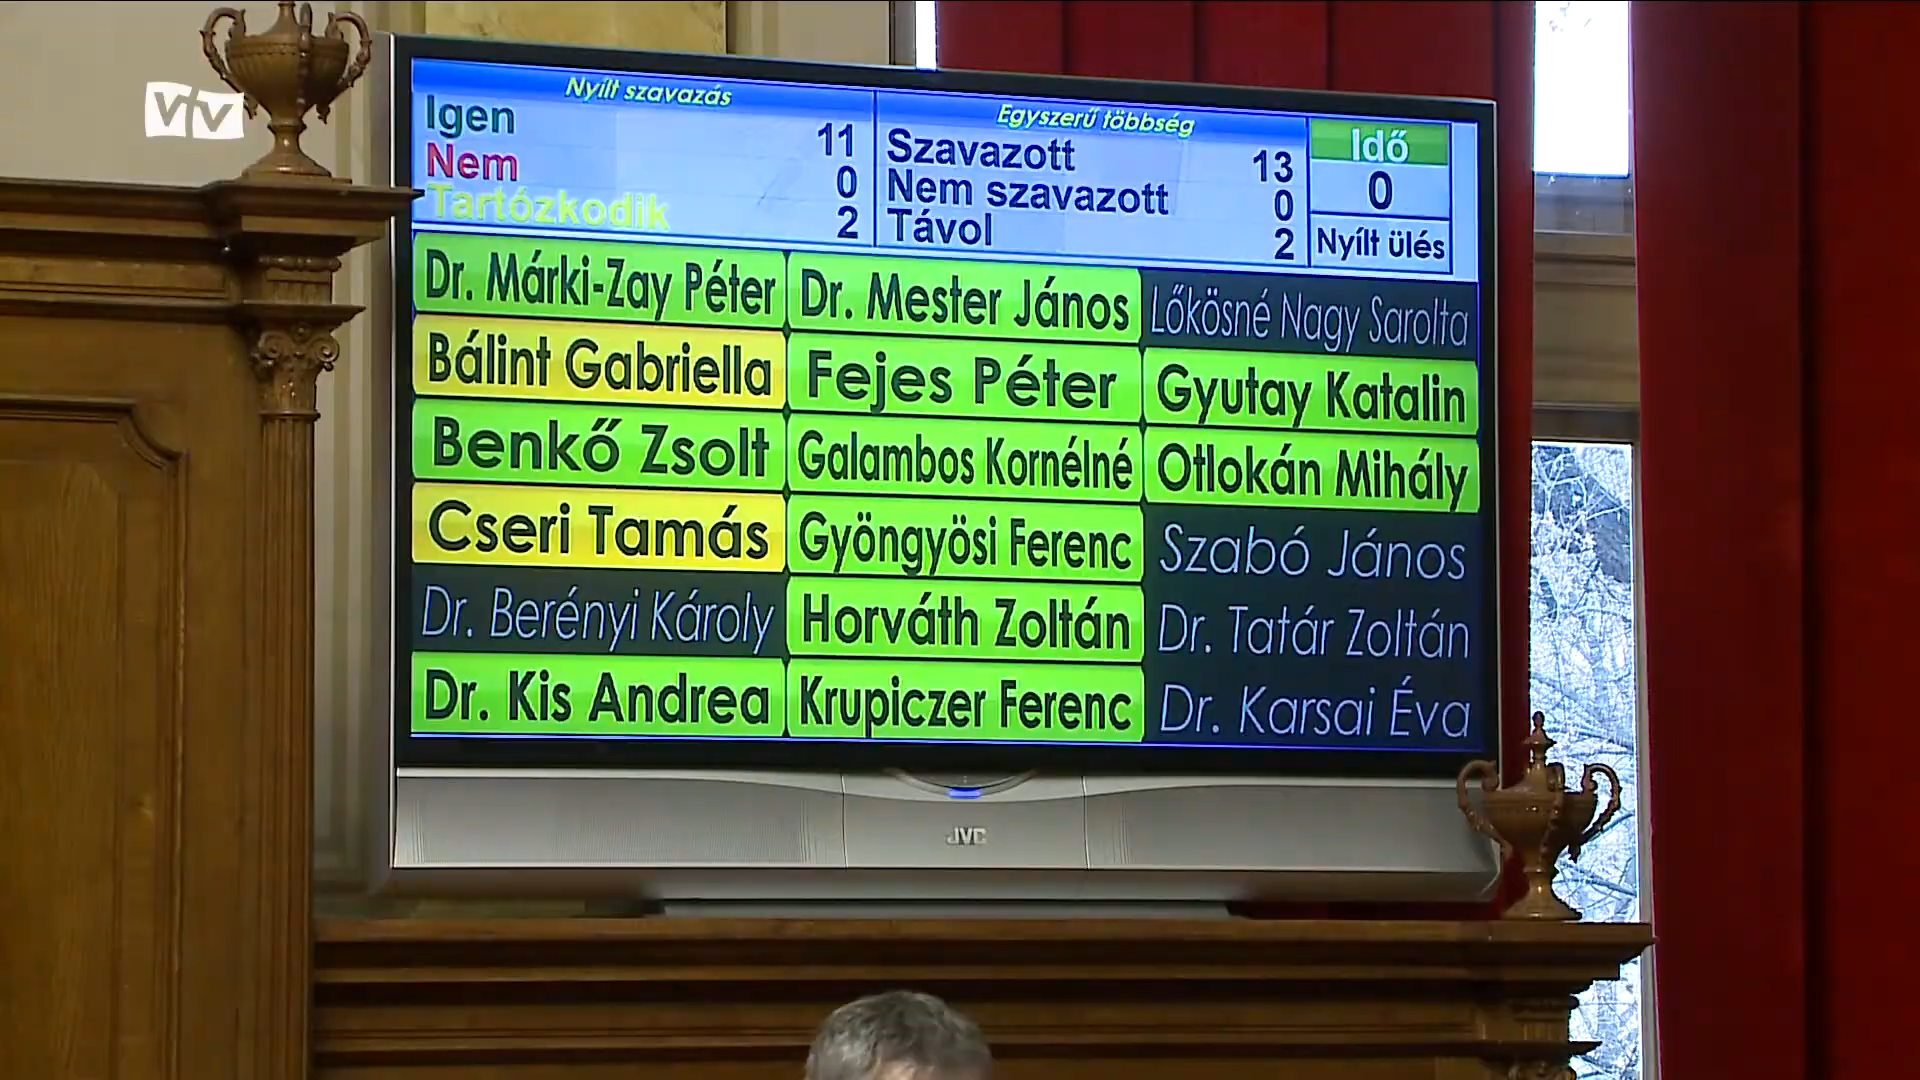 vtv
Nyílt szavazás
Igen 11
Nem 0
Tartózkodik 2
Egyszerű többség
Szavazott 13
Nem szavazott 0
Távol 2
Idő
0
Nyílt ülés
Dr. Márki-Zay Péter Dr. Mester János Lőkösné Nagy Sarolta
Bálint Gabriella Fejes Péter Gyutay Katalin
Benkő Zsolt Galambos Kornélné Otlokán Mihály
Cseri Tamás Gyöngyösi Ferenc Szabó János
Dr. Berényi Károly Horváth Zoltán Dr. Tatár Zoltán
Dr. Kis Andrea Krupiczer Ferenc Dr. Karsai Éva
JVC